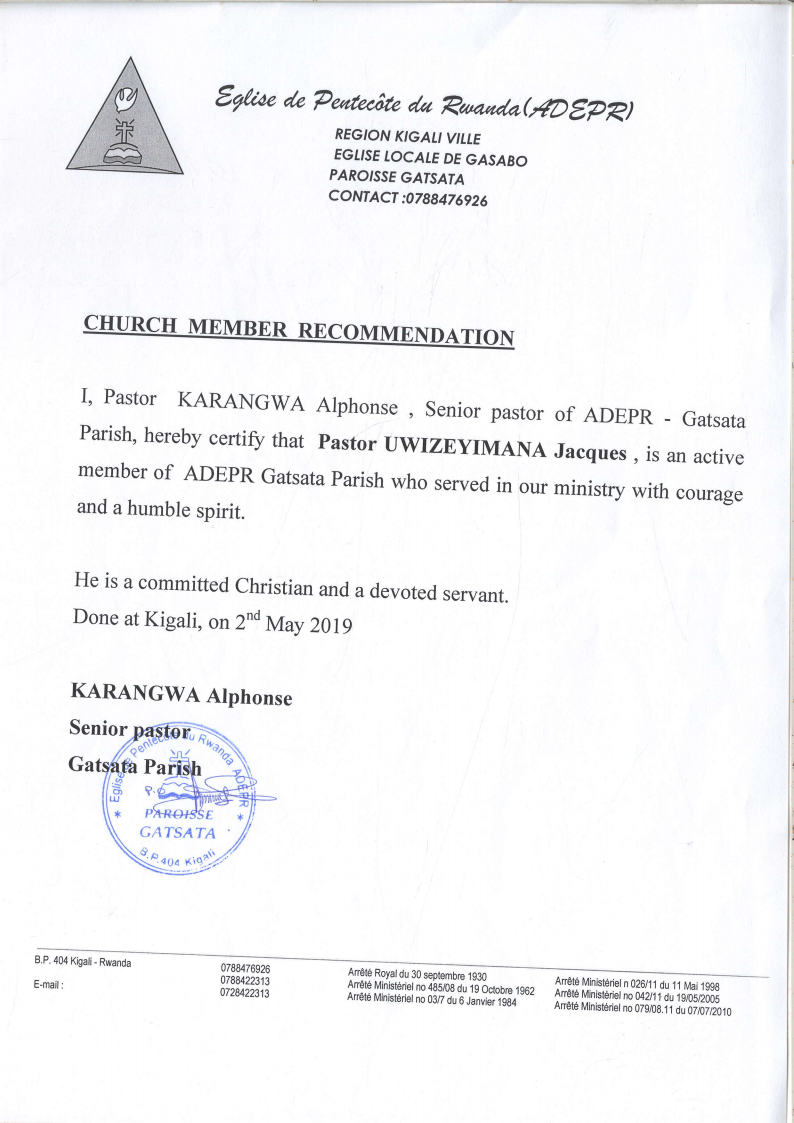 Eglise de Pentecôte du Rwanda(ADEPR)
REGION KIGALI VILLE
EGLISE LOCALE DE GASABO
PAROISSE GATSATA
CONTACT :0788476926
CHURCH MEMBER RECOMMENDATION
I, Pastor KARANGWA Alphonse , Senior pastor of ADEPR - Gatsata
Parish, hereby certify that Pastor UWIZEYIMANA Jacques , is an active
member of ADEPR Gatsata Parish who served in our ministry with courage
and a humble spirit.
He is a committed Christian and a devoted servant.
Done at Kigali, on 2nd May 2019
KARANGWA Alphonse
Senior pastor
Gatsata Parish
Eglise de Pentecôte du Rwanda ADEPR
P.O
PAROISSE
GATSATA
B.P.404 Kigali
B.P. 404 Kigali - Rwanda
E-mail :
0788476926
0788422313
0728422313
Arrêté Royal du 30 septembre 1930
Arrêté Ministériel no 485/08 du 19 Octobre 1962
Arrêté Ministériel no 03/7 du 6 Janvier 1984
Arrêté Ministériel n 026/11 du 11 Mai 1998
Arrêté Ministériel no 042/11 du 19/05/2005
Arrêté Ministériel no 079/08.11 du 07/07/2010